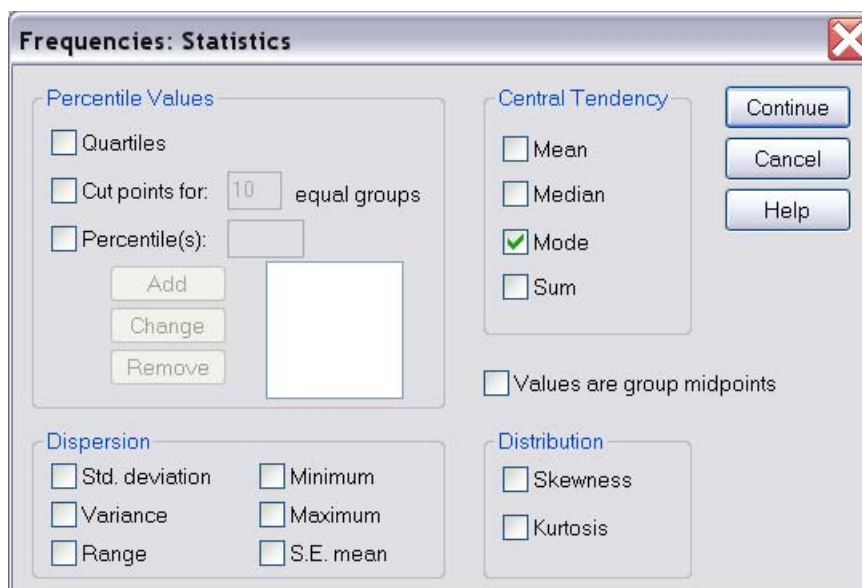 Frequencies: Statistics
Percentile Values
Quartiles
Cut points for: 10 equal groups
Percentile(s):
Add
Change
Remove
Central Tendency
Mean
Median
Mode
Sum
Continue
Cancel
Help
Values are group midpoints
Dispersion
Std. deviation Minimum
Variance Maximum
Range S.E. mean
Distribution
Skewness
Kurtosis